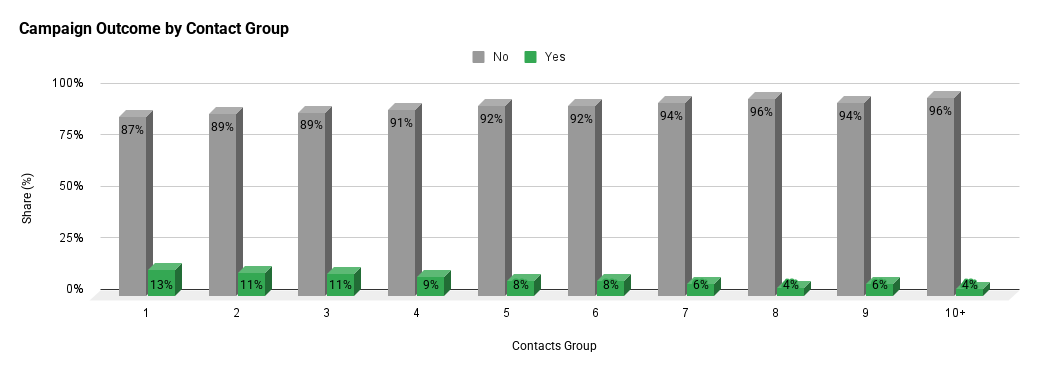 Campaign Outcome by Contact Group
No Yes
100%
75%
50%
25%
0%
Share (%)
87% 89% 89% 91% 92% 92% 94% 96% 94% 96%
13% 11% 11% 9% 8% 8% 6% 4% 6% 4%
1 2 3 4 5 6 7 8 9 10+
Contacts Group